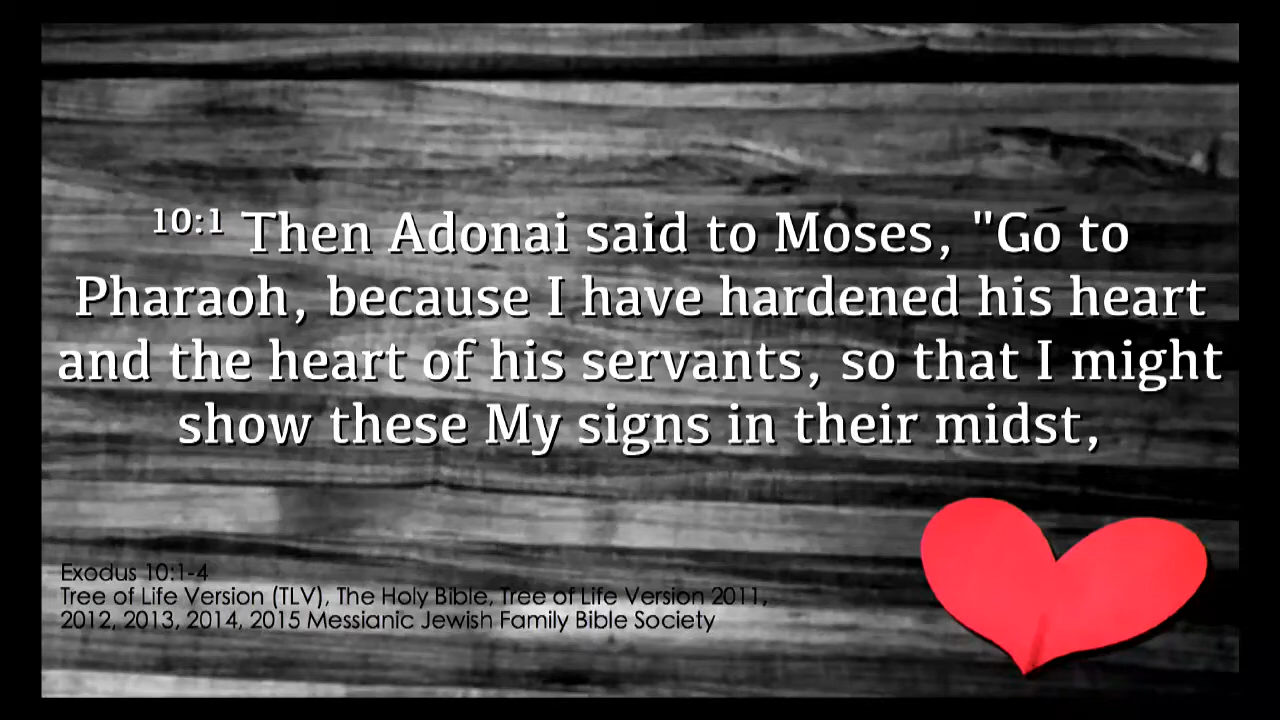 10:1 Then Adonai said to Moses, "Go to
Pharaoh, because I have hardened his heart
and the heart of his servants, so that I might
show these My signs in their midst,
Exodus 10:1-4
Tree of Life Version (TLV), The Holy Bible, Tree of Life Version 2011,
2012, 2013, 2014, 2015 Messianic Jewish Family Bible Society